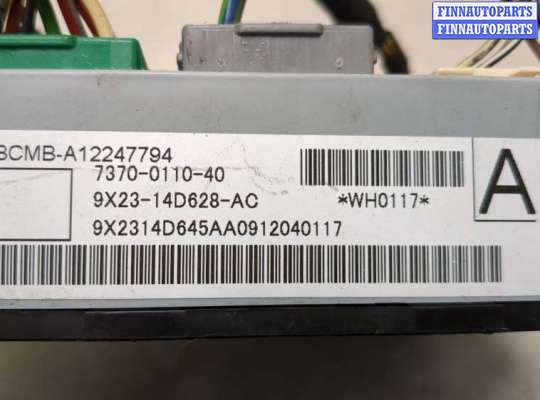 FINNAUTOPARTS
FINNAUTOPARTS
BCMB-A12247794
7370-0110-40
9X23-14D628-AC
*WH0117*
A
9X2314D645AA0912040117